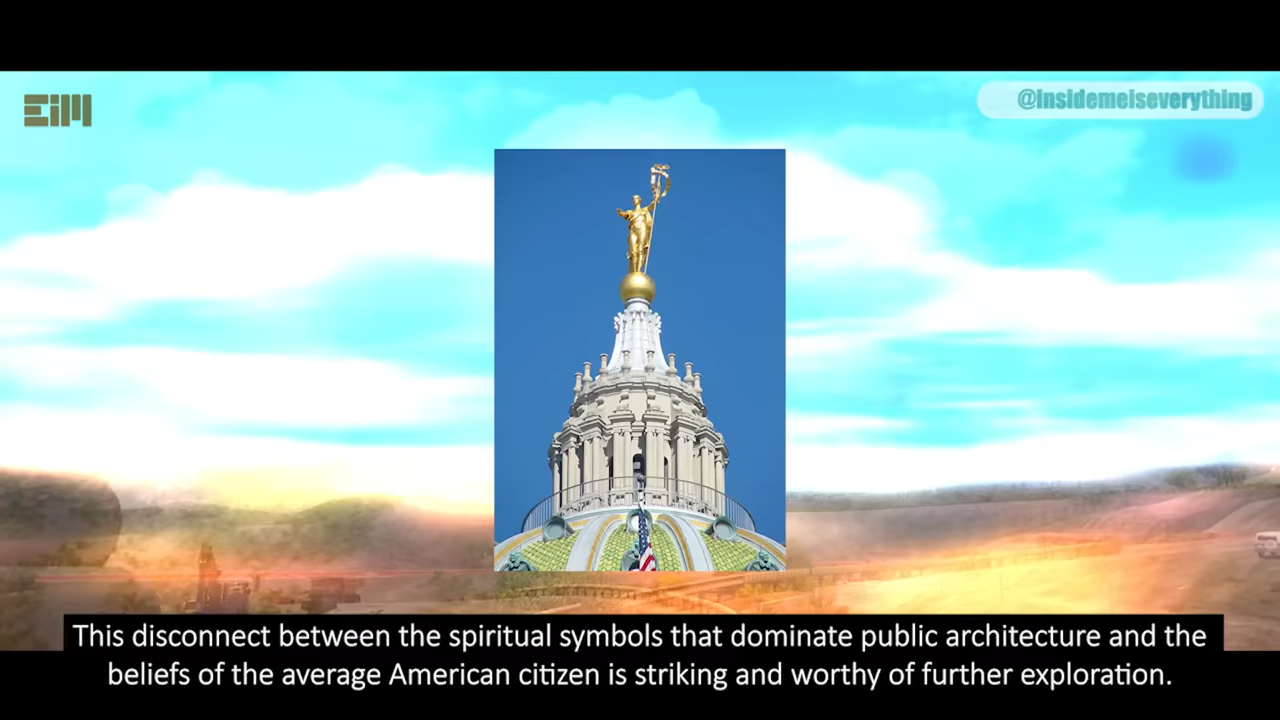 EiM
@Insidemeiseverything
This disconnect between the spiritual symbols that dominate public architecture and the
beliefs of the average American citizen is striking and worthy of further exploration.